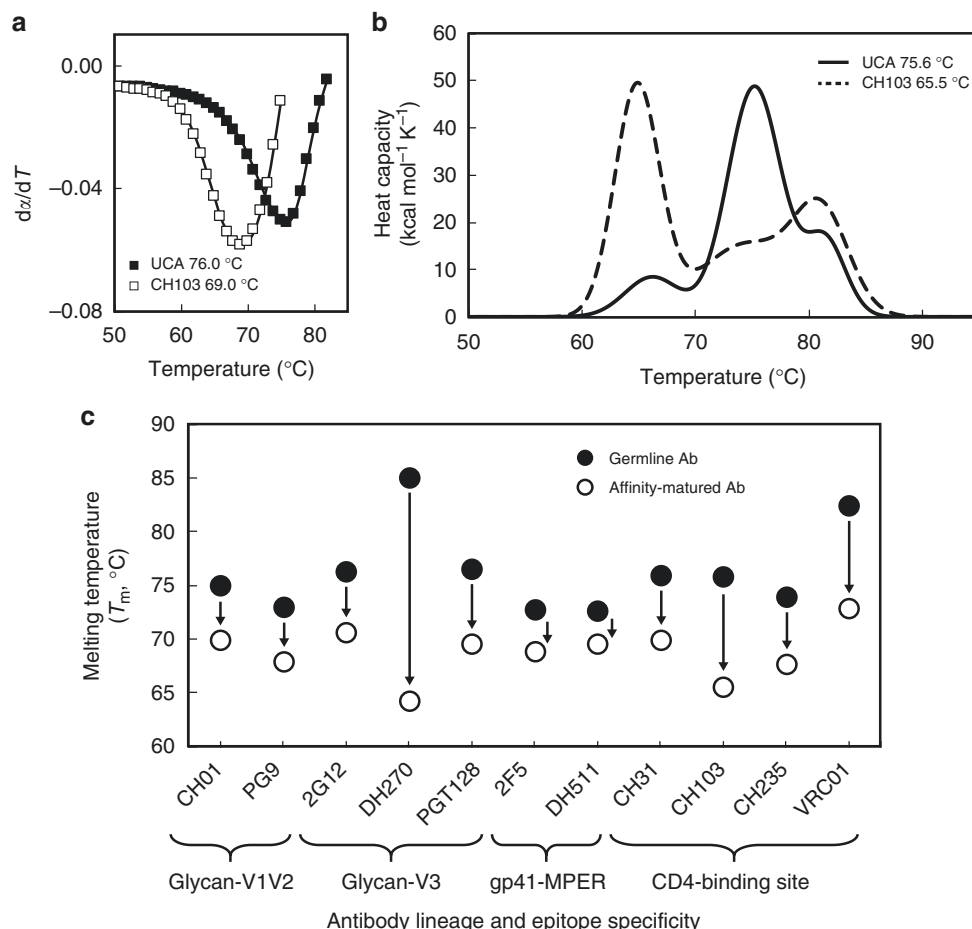 a
0.00
−0.04
−0.08
dα/dT
UCA 76.0 °C
CH103 69.0 °C
50 60 70 80
Temperature (°C)
b
60
50
40
30
20
10
0
Heat capacity
(kcal mol−1 K−1)
UCA 75.6 °C
CH103 65.5 °C
50 60 70 80 90
Temperature (°C)
c
90
85
80
75
70
65
60
Melting temperature
(Tm, °C)
Germline Ab
Affinity-matured Ab
CH01 PG9 2G12 DH270 PGT128 2F5 DH511 CH31 CH103 CH235 VRC01
Glycan-V1V2 Glycan-V3 gp41-MPER CD4-binding site
Antibody lineage and epitope specificity